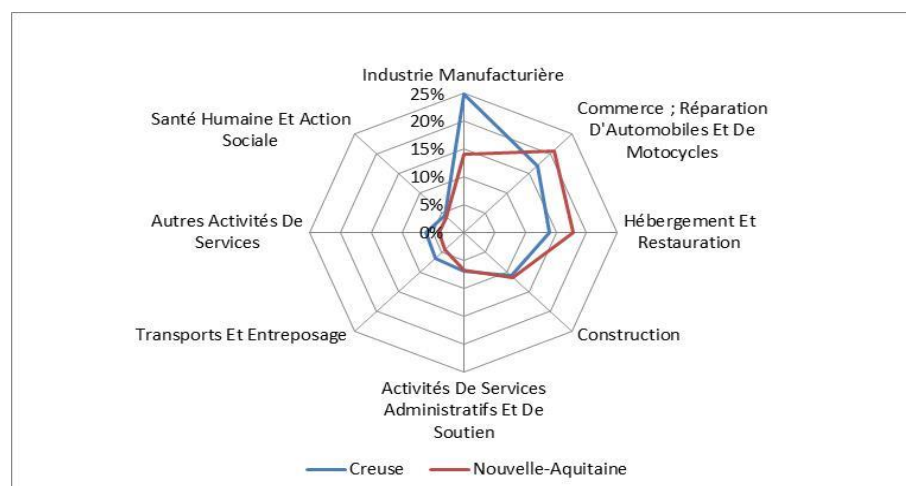 Industrie Manufacturière
25%
20%
15%
10%
5%
0%
Commerce ; Réparation
D'Automobiles Et De
Motocycles
Hébergement Et
Restauration
Construction
Activités De Services
Administratifs Et De
Soutien
Transports Et Entreposage
Autres Activités De
Services
Santé Humaine Et Action
Sociale
Creuse
Nouvelle-Aquitaine